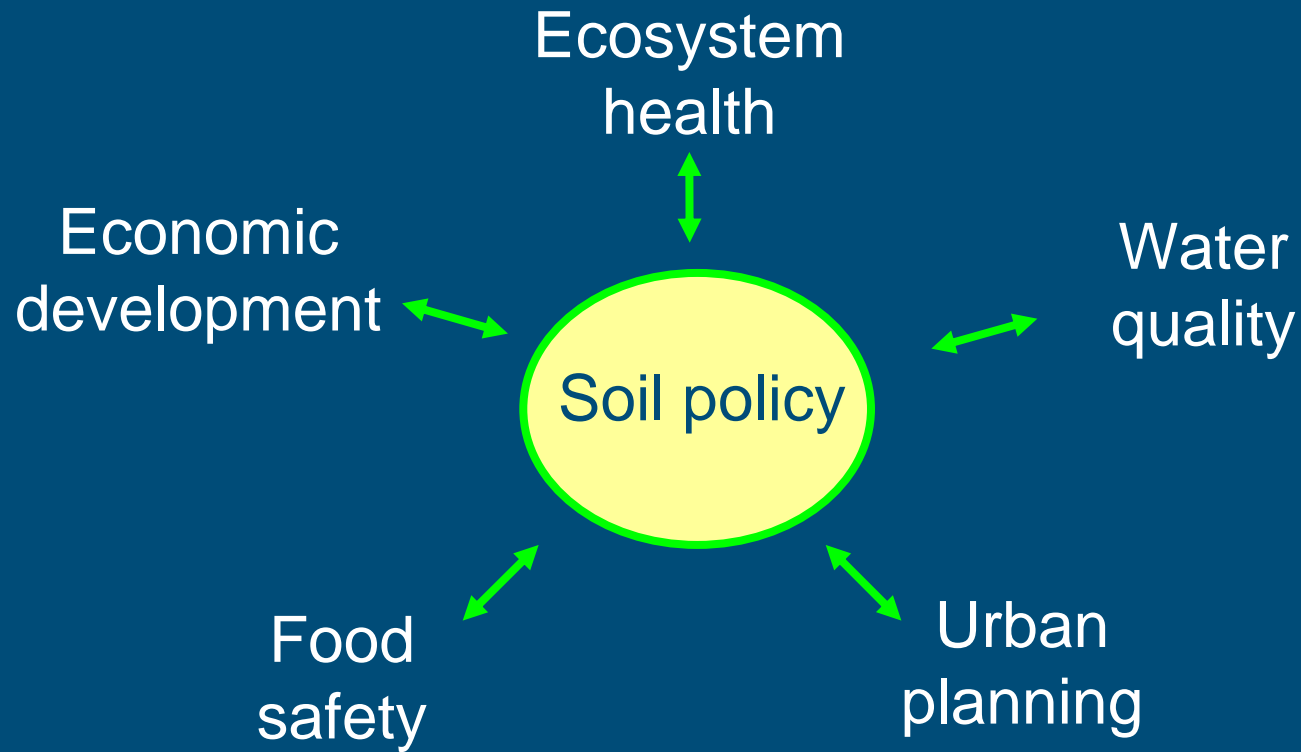 Ecosystem
health
Economic
development
Water
quality
Soil policy
Food
safety
Urban
planning